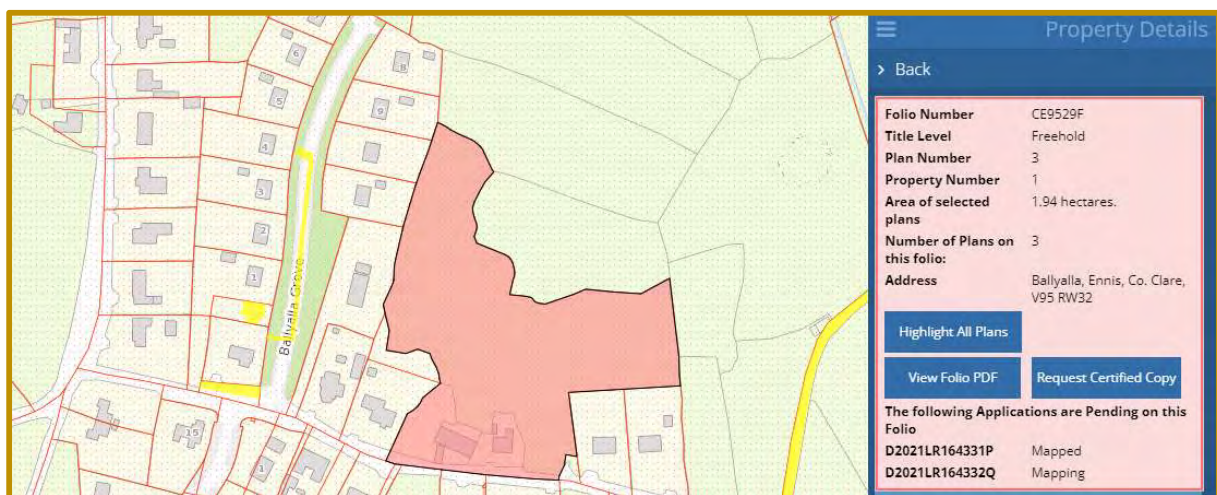 6
5
4
3
2
1
8
9
Ballyalla Grove
15
1
Property Details
Back
Folio Number CE9529F
Title Level Freehold
Plan Number 3
Property Number 1
Area of selected 1.94 hectares.
plans
Number of Plans on 3
this folio:
Address Ballyalla, Ennis, Co. Clare,
V95 RW32
Highlight All Plans
View Folio PDF Request Certified Copy
The following Applications are Pending on this
Folio
D2021LR164331P Mapped
D2021LR164332Q Mapping